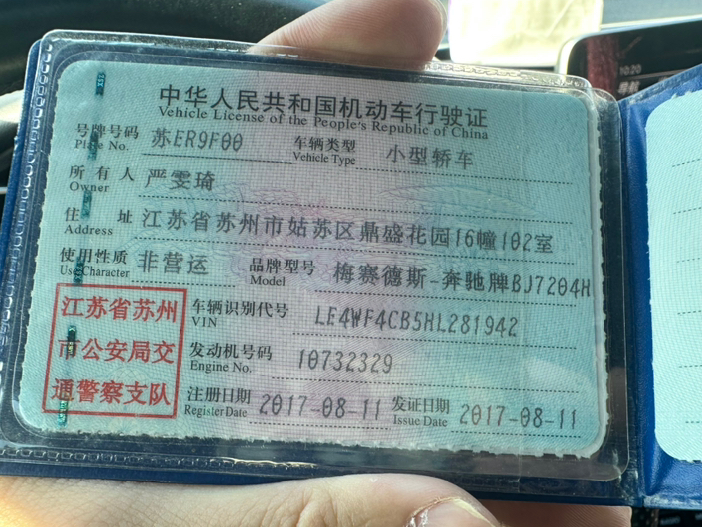 中华人民共和国机动车行驶证
Vehicle License of the People's Republic of China
号牌号码 苏ER9F00 车辆类型 小型轿车
Plate No. Vehicle Type
所有人 严雯琦
Owner
住址 江苏省苏州市姑苏区鼎盛花园16幢102室
Address
使用性质 非营运 品牌型号 梅赛德斯-奔驰牌BJ7204H
Use Character Model
江苏省苏州 车辆识别代号 LE4WF4CB5HL281942
VIN
市公安局交 发动机号码 10732329
Engine No.
通警察支队 注册日期 2017-08-11 发证日期 2017-08-11
Register Date Issue Date
10:20